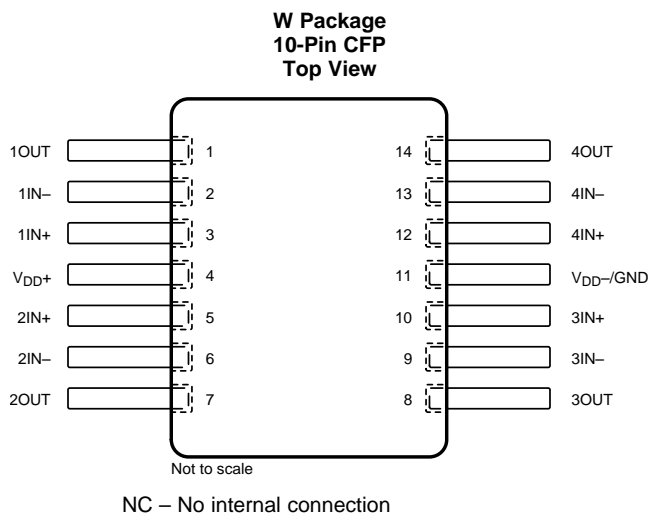 W Package
10-Pin CFP
Top View
1OUT 1 14 4OUT
1IN– 2 13 4IN–
1IN+ 3 12 4IN+
VDD+ 4 11 VDD–/GND
2IN+ 5 10 3IN+
2IN– 6 9 3IN–
2OUT 7 8 3OUT
Not to scale
NC – No internal connection